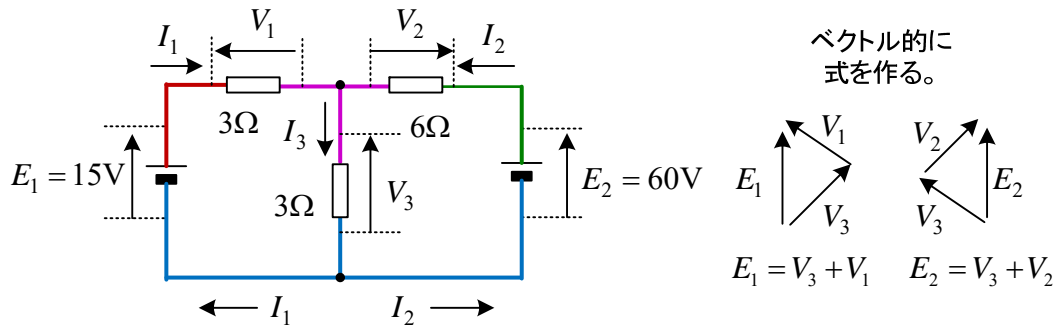 I₁ V₁ V₂ I₂
3Ω I₃ 6Ω
E₁ = 15V 3Ω V₃ E₂ = 60V
I₁ I₂
ベクトル的に
式を作る。
V₁ V₂
E₁ E₂
V₃ V₃
E₁ = V₃ + V₁ E₂ = V₃ + V₂